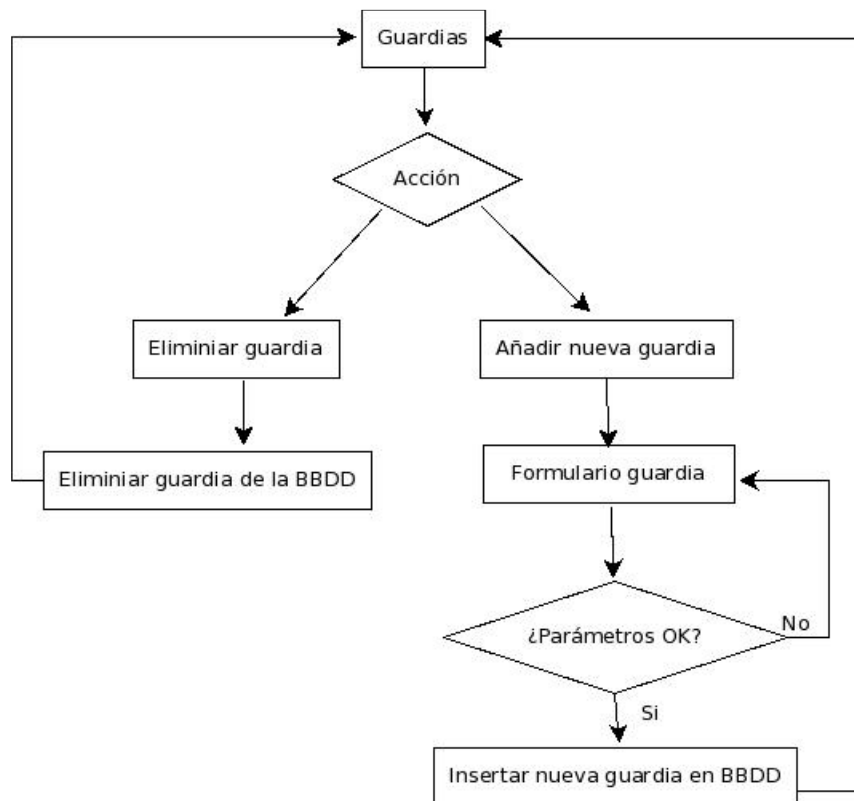 Guardias
Acción
Eliminiar guardia
Añadir nueva guardia
Eliminiar guardia de la BBDD
Formulario guardia
¿Parámetros OK?
No
Si
Insertar nueva guardia en BBDD